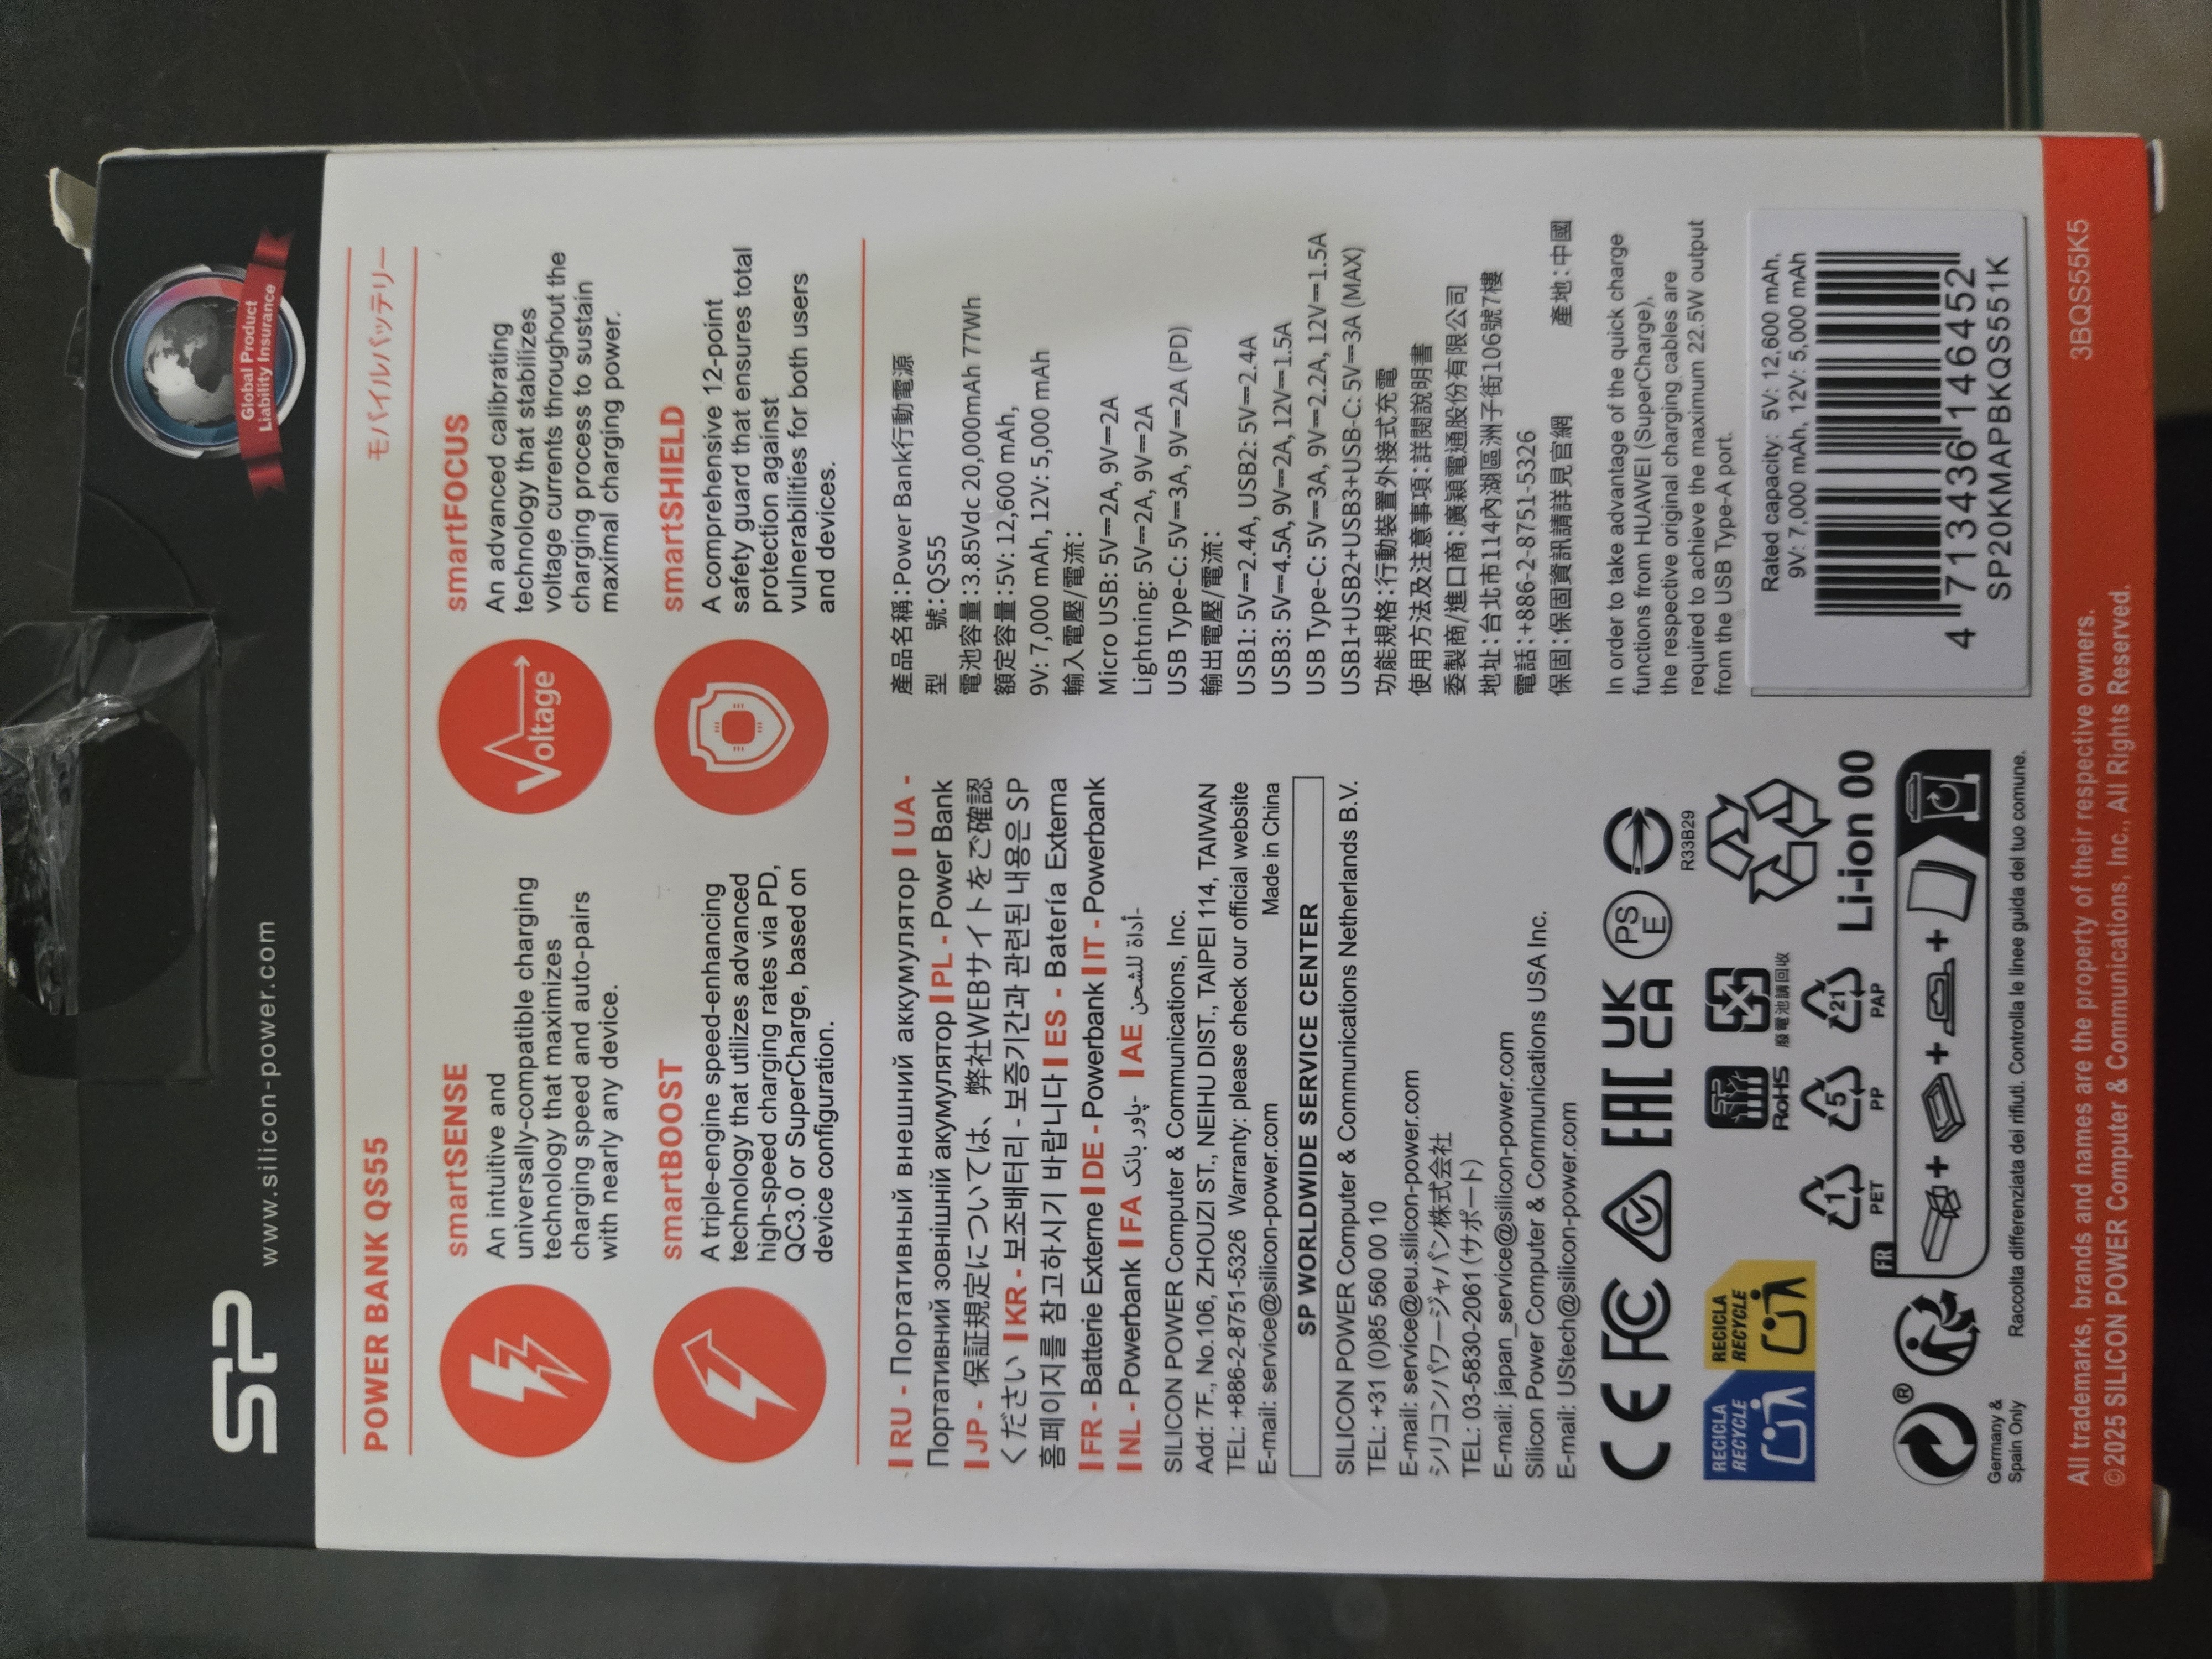 SP
www.silicon-power.com
Global Product
Liability Insurance
POWER BANK QS55
モバイルバッテリー
smartSENSE
An intuitive and
universally-compatible charging
technology that maximizes
charging speed and auto-pairs
with nearly any device.
Voltage
smartFOCUS
An advanced calibrating
technology that stabilizes
voltage currents throughout the
charging process to sustain
maximal charging power.
smartBOOST
A triple-engine speed-enhancing
technology that utilizes advanced
high-speed charging rates via PD,
QC3.0 or SuperCharge, based on
device configuration.
smartSHIELD
A comprehensive 12-point
safety guard that ensures total
protection against
vulnerabilities for both users
and devices.
RU - Портативный внешний аккумулятор UA -
Портативний зовнішній акумулятор PL - Power Bank
JP - 保証規定については、弊社WEBサイトをご確認
ください KR - 보조배터리 - 보증기간과 관련된 내용은 SP
홈페이지를 참고하시기 바랍니다 ES - Batería Externa
FR - Batterie Externe DE - Powerbank IT - Powerbank
NL - Powerbank FA پاور بانک- AE أداة للشحن-
SILICON POWER Computer & Communications, Inc.
Add: 7F., No.106, ZHOUZI ST., NEIHU DIST., TAIPEI 114, TAIWAN
TEL: +886-2-8751-5326 Warranty: please check our official website
E-mail: service@silicon-power.com Made in China
SP WORLDWIDE SERVICE CENTER
SILICON POWER Computer & Communications Netherlands B.V.
TEL: +31 (0)85 560 00 10
E-mail: service@eu.silicon-power.com
シリコンパワージャパン株式会社
TEL: 03-5830-2061 (サポート)
E-mail: japan_service@silicon-power.com
Silicon Power Computer & Communications USA Inc.
E-mail: UStech@silicon-power.com
CE FC EAC UK
CA
PS
E
R33B29
RECICLA
RECYCLE
RECICLA
RECYCLE
SP
RoHS
廢電池請回收
1
PET
5
PP
21
PAP
Li-ion 00
Germany &
Spain Only
FR
Raccolta differenziata dei rifiuti. Controlla le linee guida del tuo comune.
產品名稱:Power Bank行動電源
型 號:QS55
電池容量:3.85Vdc 20,000mAh 77Wh
額定容量:5V: 12,600 mAh,
9V: 7,000 mAh, 12V: 5,000 mAh
輸入電壓/電流:
Micro USB: 5V⎓2A, 9V⎓2A
Lightning: 5V⎓2A, 9V⎓2A
USB Type-C: 5V⎓3A, 9V⎓2A (PD)
輸出電壓/電流:
USB1: 5V⎓2.4A, USB2: 5V⎓2.4A
USB3: 5V⎓4.5A, 9V⎓2A, 12V⎓1.5A
USB Type-C: 5V⎓3A, 9V⎓2.2A, 12V⎓1.5A
USB1+USB2+USB3+USB-C: 5V⎓3A (MAX)
功能規格:行動裝置外接式充電
使用方法及注意事項:詳閱說明書
委製商/進口商:廣穎電通股份有限公司
地址:台北市114內湖區洲子街106號7樓
電話:+886-2-8751-5326
保固:保固資訊請詳見官網 產地:中國
In order to take advantage of the quick charge
functions from HUAWEI (SuperCharge),
the respective original charging cables are
required to achieve the maximum 22.5W output
from the USB Type-A port.
Rated capacity: 5V: 12,600 mAh,
9V: 7,000 mAh, 12V: 5,000 mAh
4 713436 146452
SP20KMAPBKQS551K
All trademarks, brands and names are the property of their respective owners.
©2025 SILICON POWER Computer & Communications, Inc., All Rights Reserved.
3BQS55K5